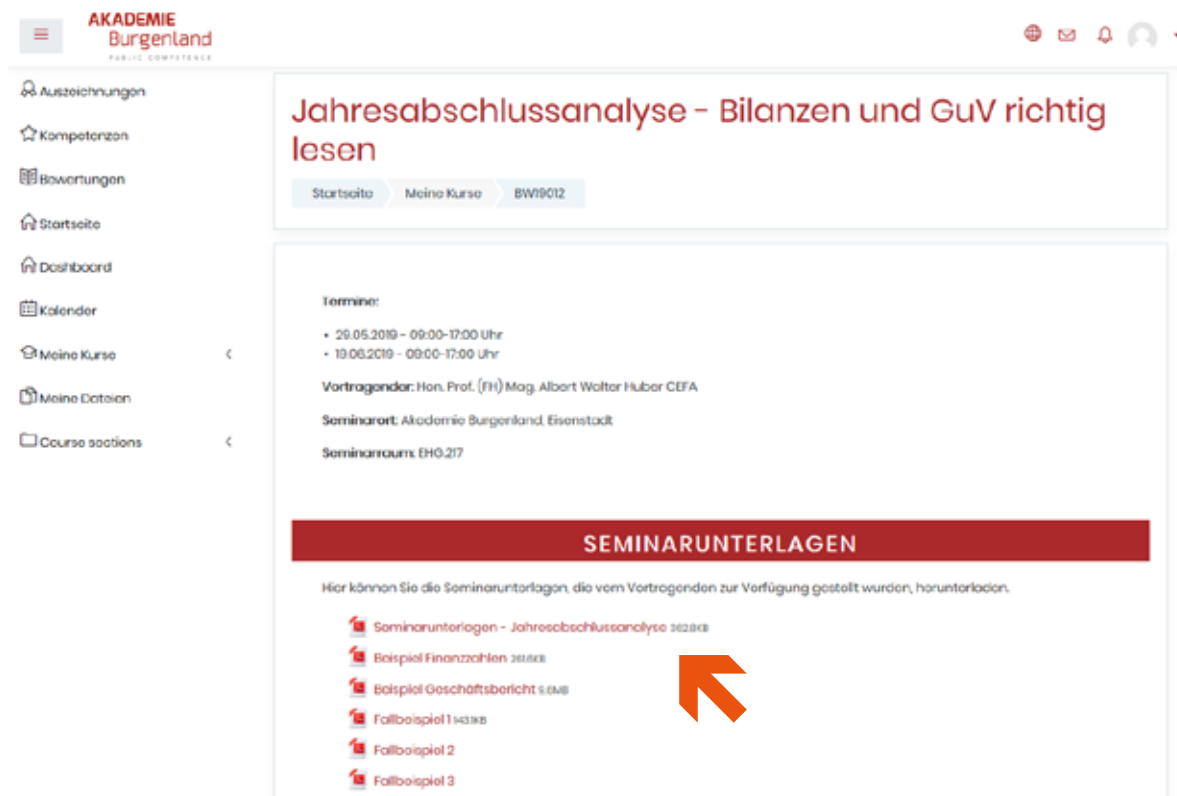 AKADEMIE
Burgenland
PUBLIC COMPETENCE
Auszeichnungen
Kompetenzen
Bewertungen
Startseite
Dashboard
Kalender
Meine Kurse
Meine Dateien
Course sections
Jahresabschlussanalyse - Bilanzen und GuV richtig
lesen
Startseite Meine Kurse BW19012
Termine:
• 29.05.2019 - 09:00-17:00 Uhr
• 19.06.2019 - 09:00-17:00 Uhr
Vortragender: Hon. Prof. (FH) Mag. Albert Walter Huber CEFA
Seminarort: Akademie Burgenland, Eisenstadt
Seminarraum: EHG.217
SEMINARUNTERLAGEN
Hier können Sie die Seminarunterlagen, die vom Vortragenden zur Verfügung gestellt wurden, herunterladen.
Seminarunterlagen - Jahresabschlussanalyse
Beispiel Finanzzahlen
Beispiel Geschäftsbericht
Fallbeispiel 1
Fallbeispiel 2
Fallbeispiel 3